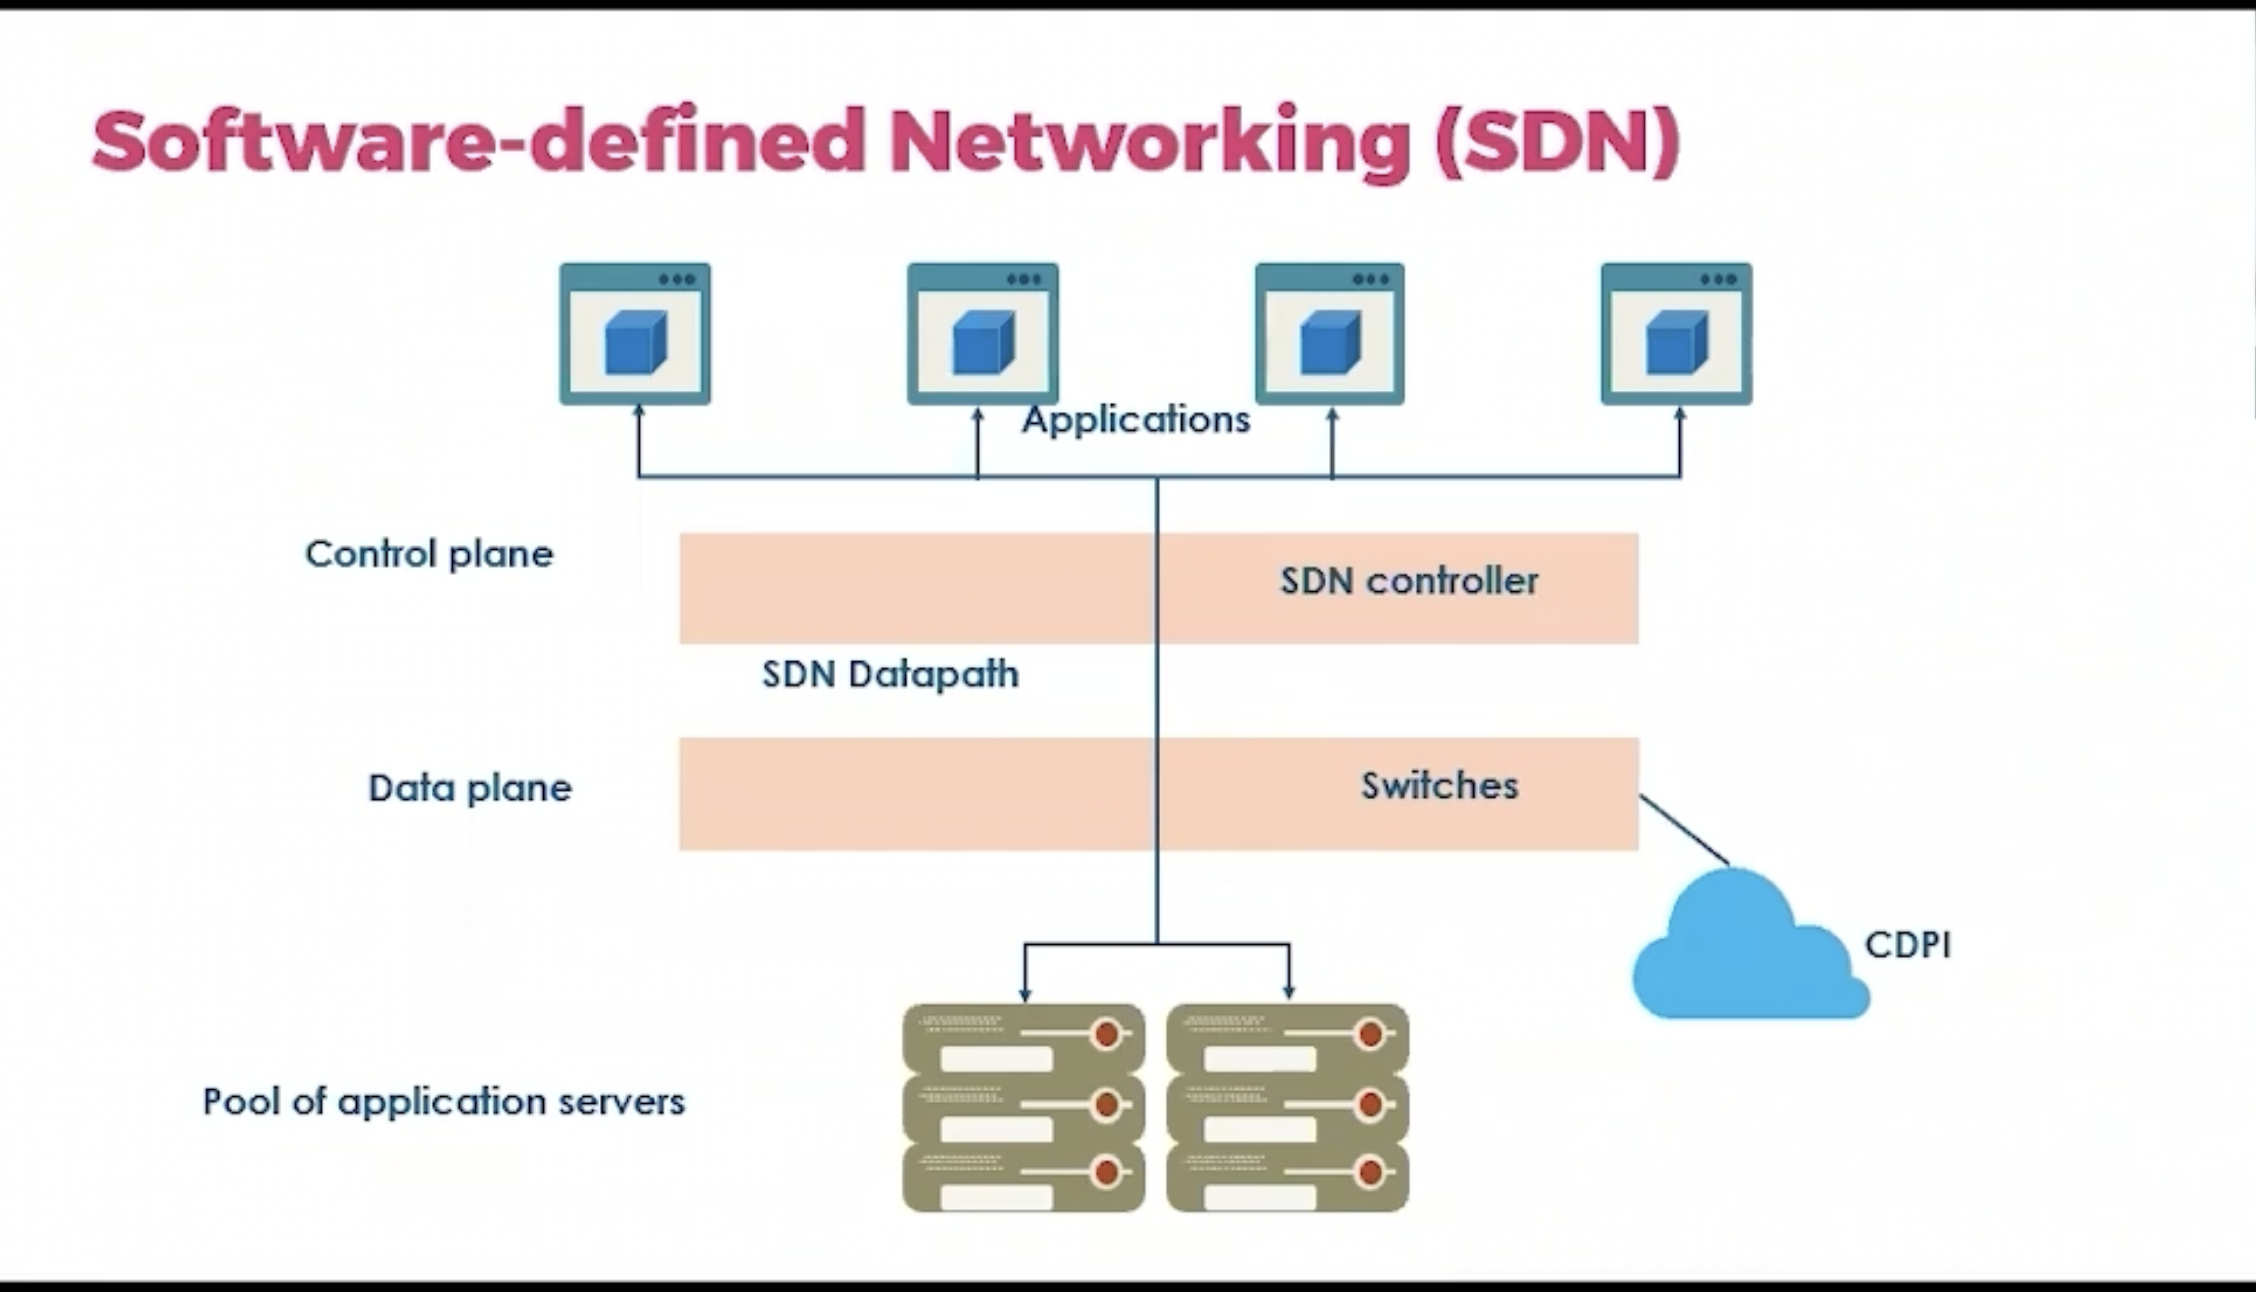 Software-defined Networking (SDN)
Applications
Control plane
SDN controller
SDN Datapath
Data plane
Switches
CDPI
Pool of application servers